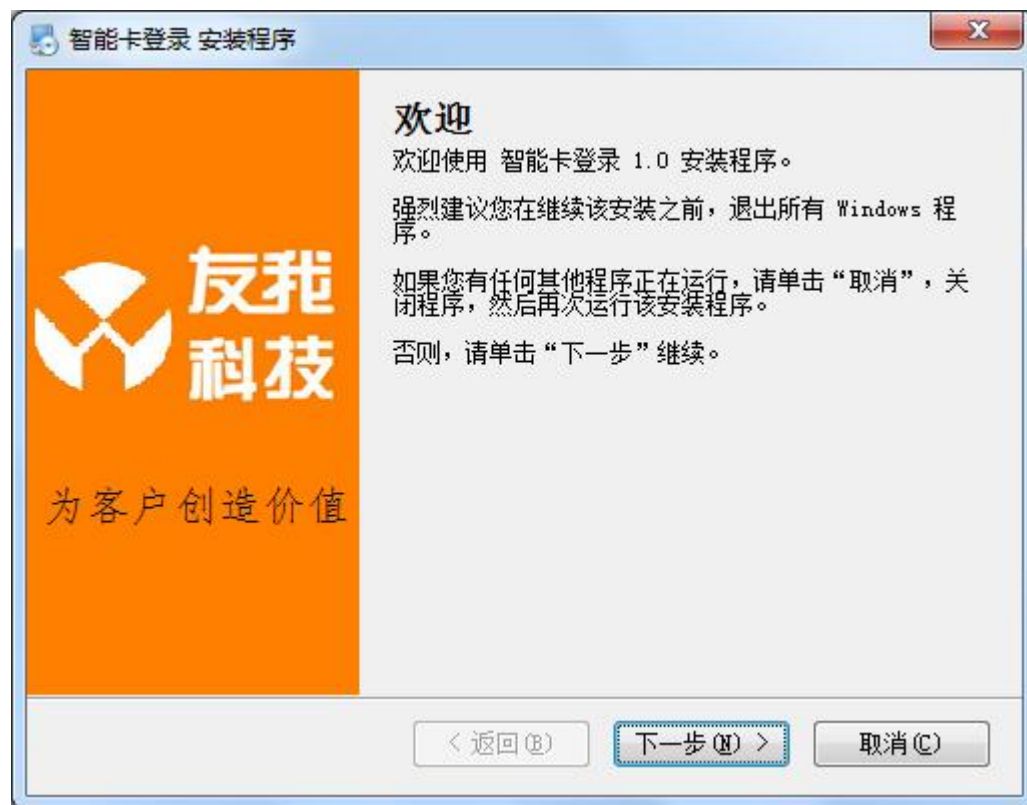 智能卡登录 安装程序
友我
科技
为客户创造价值
欢迎
欢迎使用 智能卡登录 1.0 安装程序。
强烈建议您在继续该安装之前，退出所有 Windows 程
序。
如果您有任何其他程序正在运行，请单击“取消”，关
闭程序，然后再次运行该安装程序。
否则，请单击“下一步”继续。
< 返回(B)
下一步(N) >
取消(C)